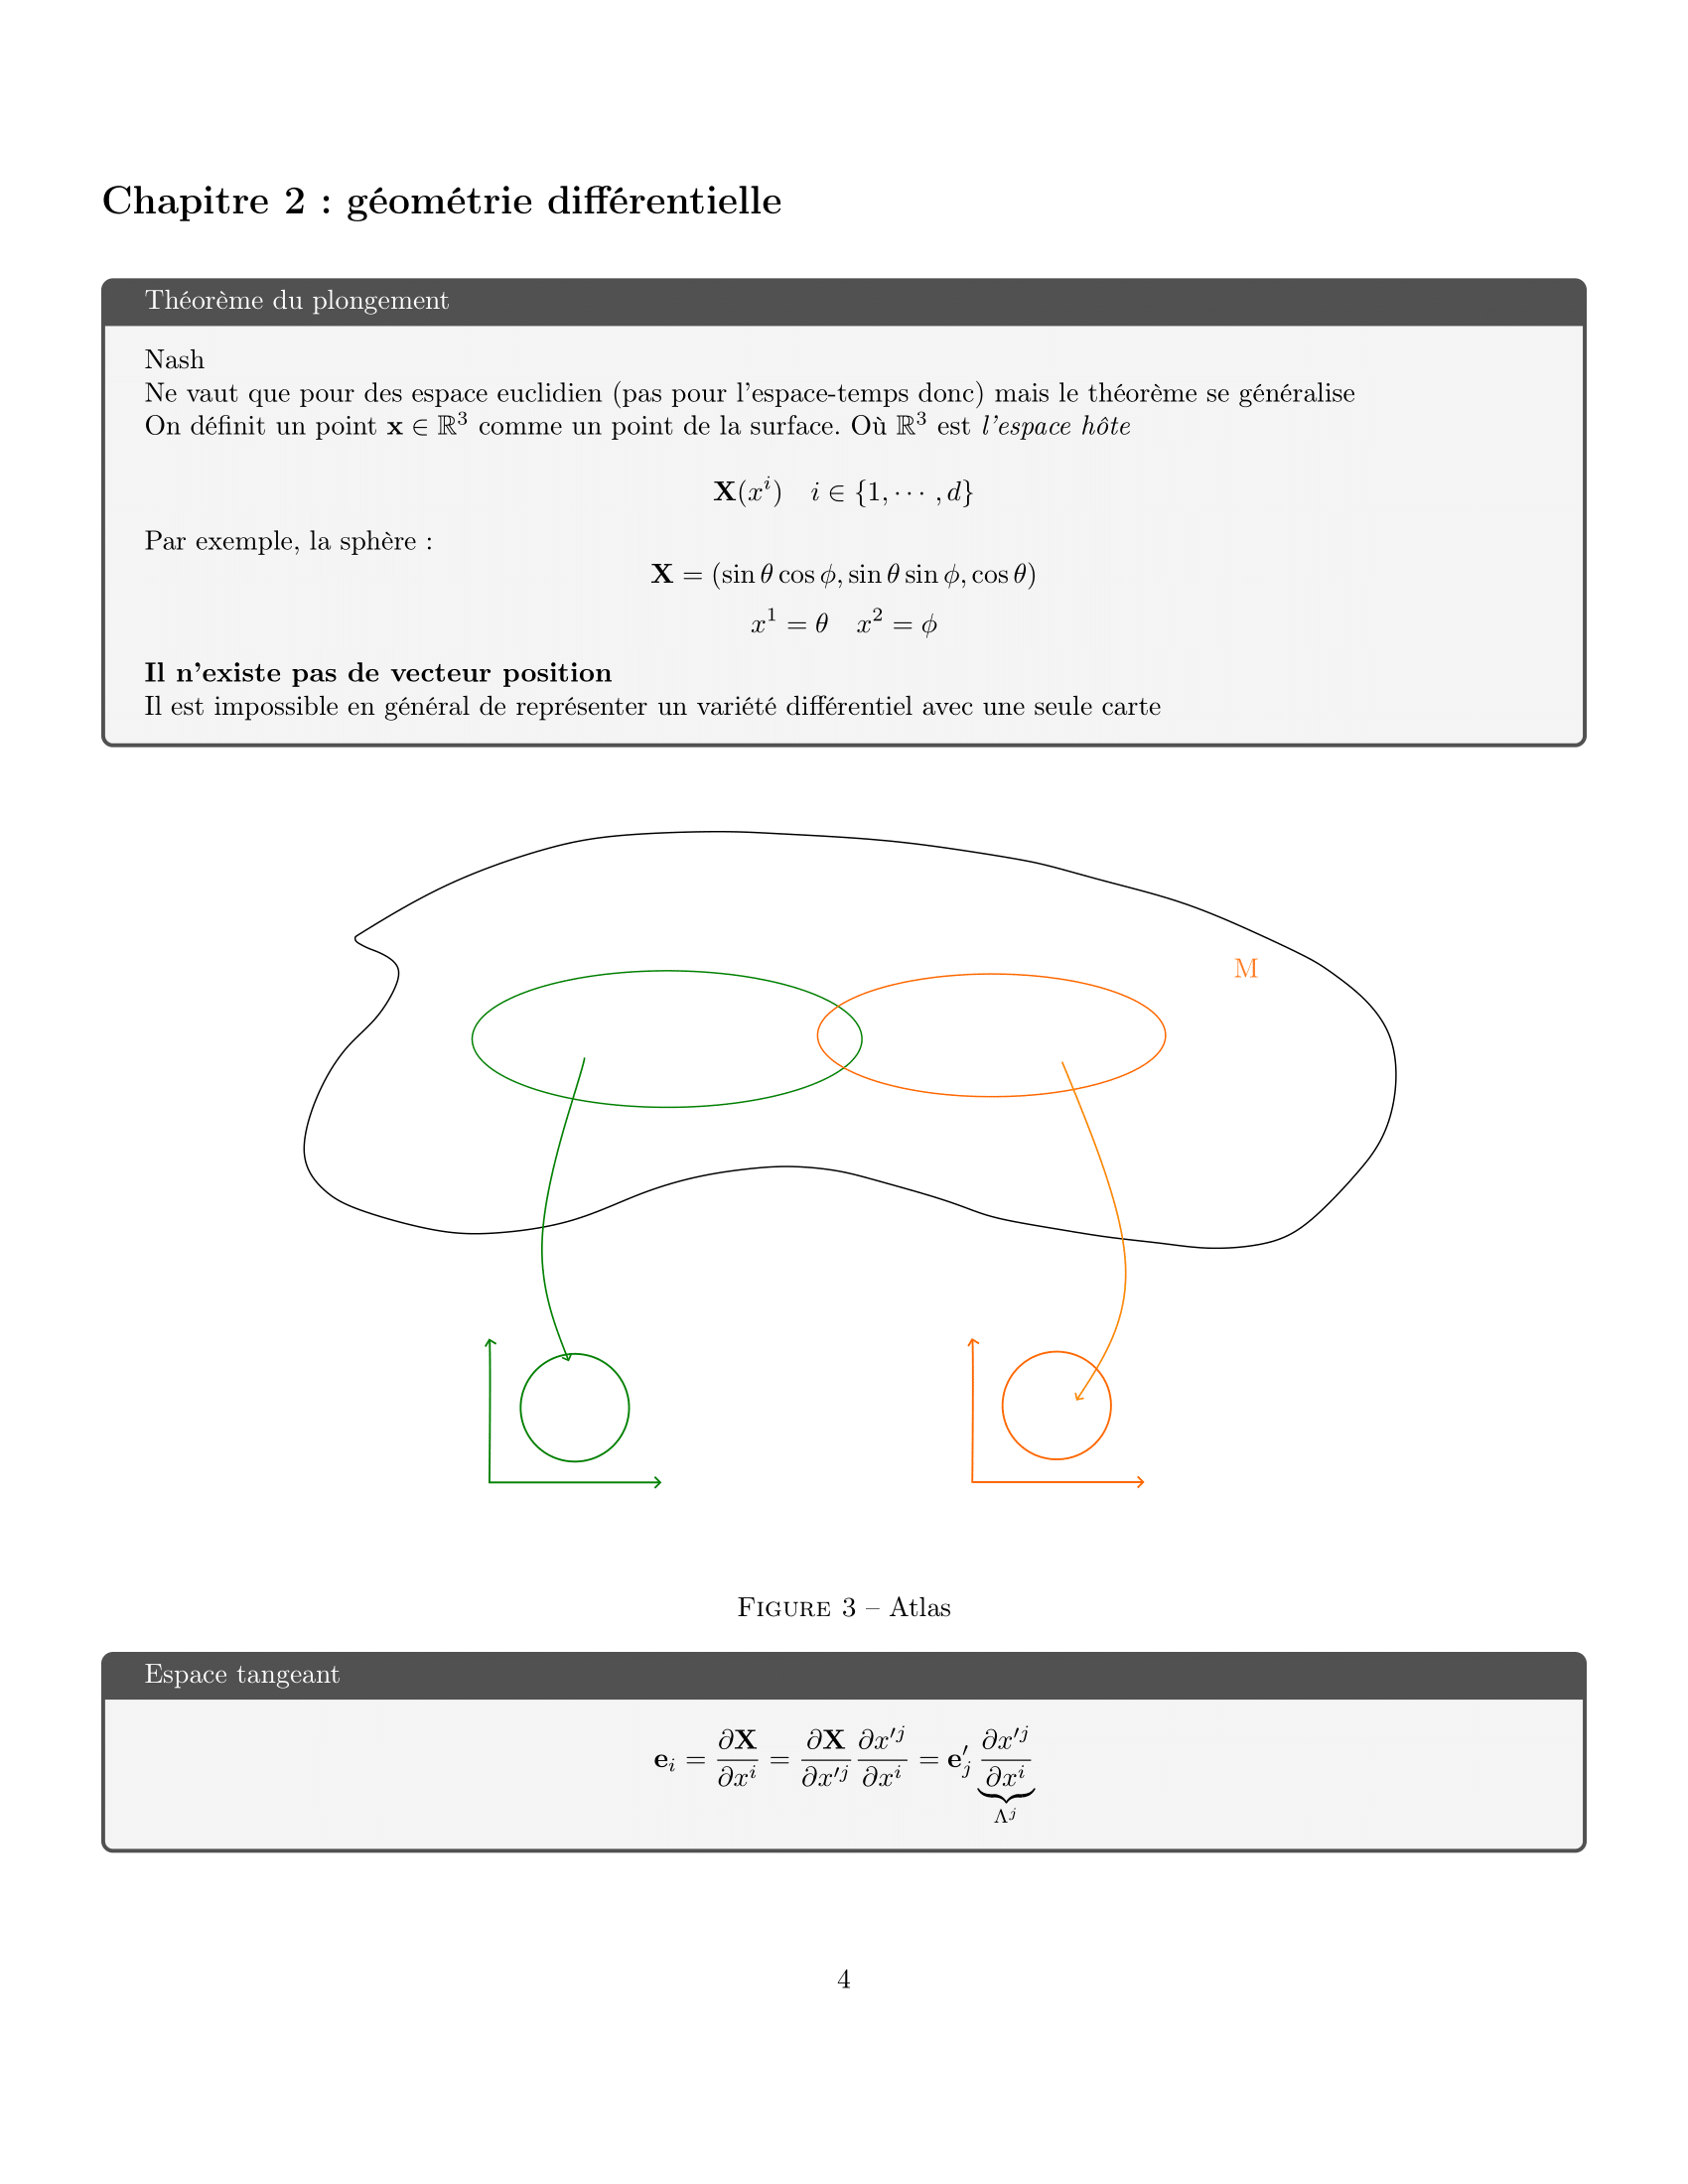 Chapitre 2 : géométrie différentielle
Théorème du plongement
Nash
Ne vaut que pour des espace euclidien (pas pour l'espace-temps donc) mais le théorème se généralise
On définit un point $\mathbf{x} \in \mathbb{R}^3$ comme un point de la surface. Où $\mathbb{R}^3$ est l'espace hôte
$\mathbf{X}(x^i) \quad i \in \{1, \cdots, d\}$
Par exemple, la sphère :
$\mathbf{X} = (\sin\theta\cos\phi, \sin\theta\sin\phi, \cos\theta)$
$x^1 = \theta \quad x^2 = \phi$
Il n'existe pas de vecteur position
Il est impossible en général de représenter un variété différentiel avec une seule carte
M
Figure 3 – Atlas
Espace tangeant
$\mathbf{e}_i = \frac{\partial \mathbf{X}}{\partial x^i} = \frac{\partial \mathbf{X}}{\partial x'^j} \frac{\partial x'^j}{\partial x^i} = \mathbf{e}'_j \underbrace{\frac{\partial x'^j}{\partial x^i}}_{\Lambda^j}$
4